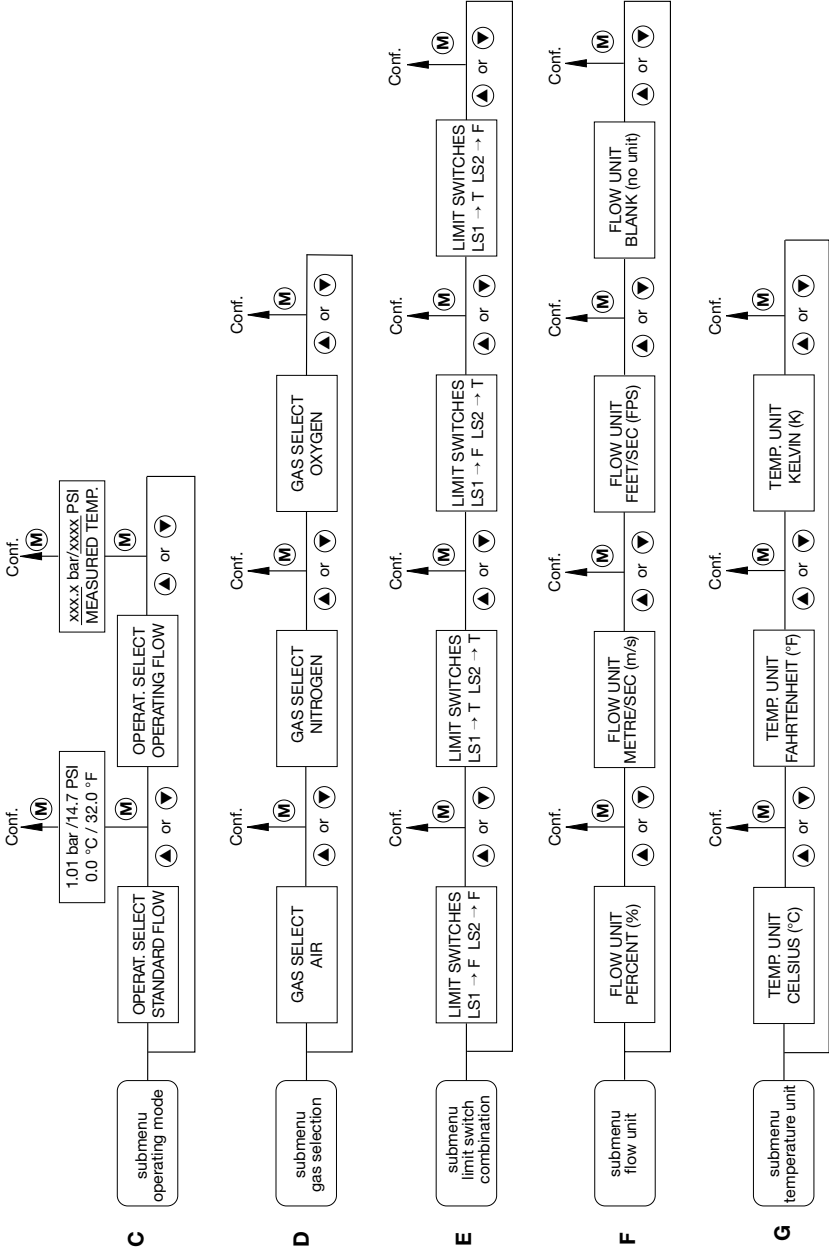 C
submenu
operating mode
OPERAT. SELECT
STANDARD FLOW
▲ or ▼
M
1.01 bar /14.7 PSI
0.0 °C / 32.0 °F
M
Conf.
OPERAT. SELECT
OPERATING FLOW
▲ or ▼
M
xxx.x bar/xxxx PSI
MEASURED TEMP.
M
Conf.
D
submenu
gas selection
GAS SELECT
AIR
▲ or ▼
M
Conf.
GAS SELECT
NITROGEN
▲ or ▼
M
Conf.
GAS SELECT
OXYGEN
▲ or ▼
M
Conf.
E
submenu
limit switch
combination
LIMIT SWITCHES
LS1 → F LS2 → F
▲ or ▼
M
Conf.
LIMIT SWITCHES
LS1 → T LS2 → T
▲ or ▼
M
Conf.
LIMIT SWITCHES
LS1 → F LS2 → T
▲ or ▼
M
Conf.
LIMIT SWITCHES
LS1 → T LS2 → F
▲ or ▼
M
Conf.
F
submenu
flow unit
FLOW UNIT
PERCENT (%)
▲ or ▼
M
Conf.
FLOW UNIT
METRE/SEC (m/s)
▲ or ▼
M
Conf.
FLOW UNIT
FEET/SEC (FPS)
▲ or ▼
M
Conf.
FLOW UNIT
BLANK (no unit)
▲ or ▼
M
Conf.
G
submenu
temperature unit
TEMP. UNIT
CELSIUS (°C)
▲ or ▼
M
Conf.
TEMP. UNIT
FAHRTENHEIT (°F)
▲ or ▼
M
Conf.
TEMP. UNIT
KELVIN (K)
▲ or ▼
M
Conf.